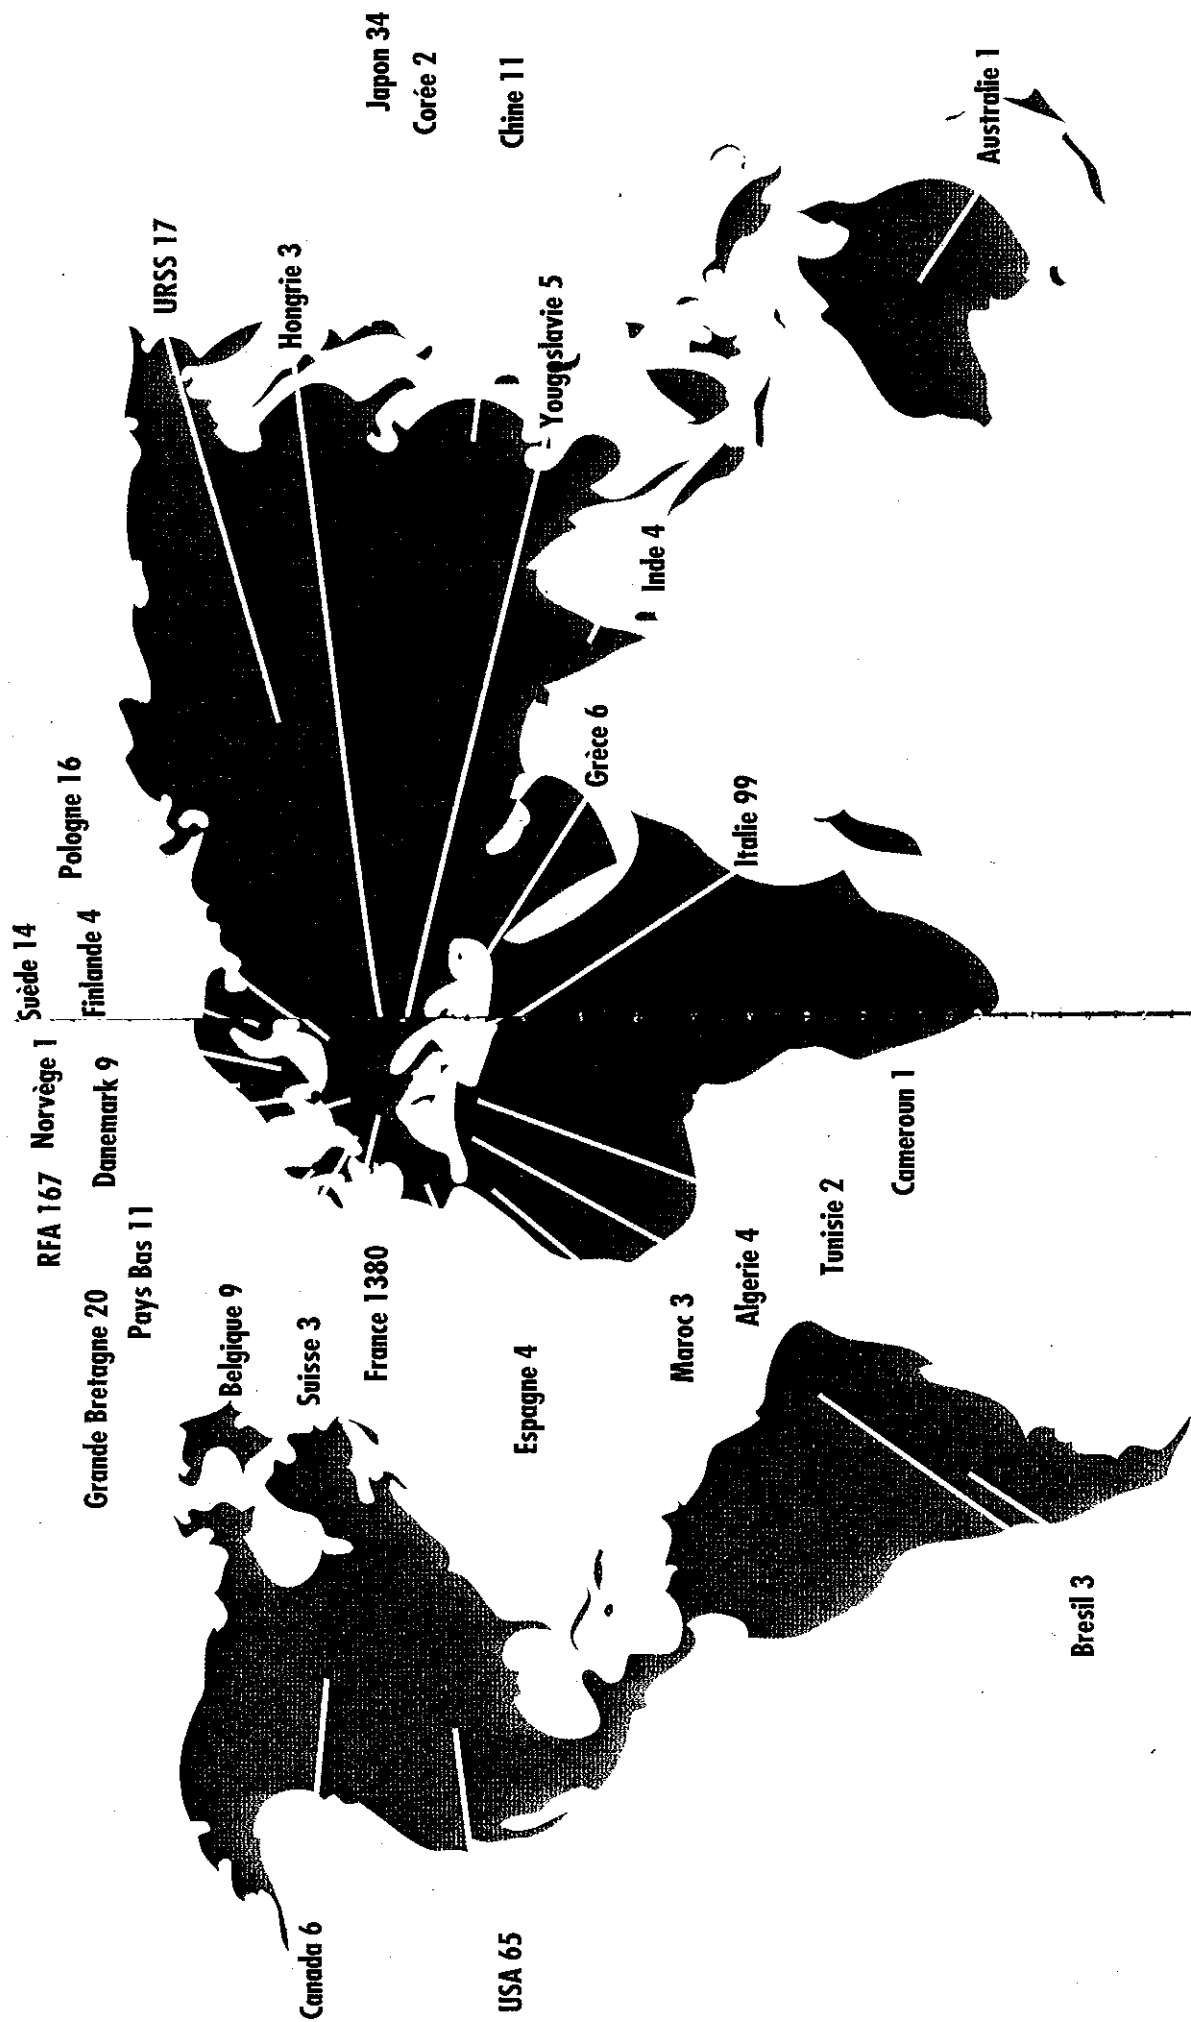 Suède 14
RFA 167
Norvège 1
Finlande 4
Pologne 16
Grande Bretagne 20
Danemark 9
Pays Bas 11
URSS 17
Belgique 9
Canada 6
Suisse 3
Hongrie 3
France 1380
Japon 34
Corée 2
USA 65
Espagne 4
Chine 11
Yougoslavie 5
Grèce 6
Inde 4
Maroc 3
Algerie 4
Italie 99
Tunisie 2
Cameroun 1
Australie 1
Bresil 3